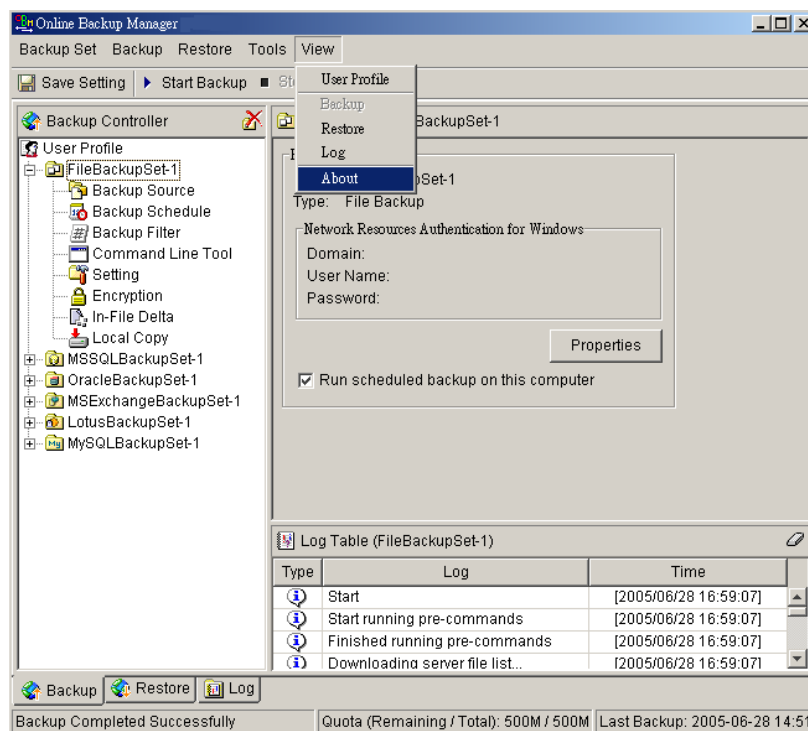 Online Backup Manager
Backup Set Backup Restore Tools View
Save Setting Start Backup
User Profile
Backup
Restore
Log
About
Backup Controller
BackupSet-1
User Profile
FileBackupSet-1
Backup Source
Backup Schedule
Backup Filter
Command Line Tool
Setting
Encryption
In-File Delta
Local Copy
MSSQLBackupSet-1
OracleBackupSet-1
MSExchangeBackupSet-1
LotusBackupSet-1
MySQLBackupSet-1
pSet-1
Type: File Backup
Network Resources Authentication for Windows
Domain:
User Name:
Password:
Properties
Run scheduled backup on this computer
Log Table (FileBackupSet-1)
Type Log Time
Start [2005/06/28 16:59:07]
Start running pre-commands [2005/06/28 16:59:07]
Finished running pre-commands [2005/06/28 16:59:07]
Downloading server file list... [2005/06/28 16:59:07]
Backup Restore Log
Backup Completed Successfully Quota (Remaining / Total): 500M / 500M Last Backup: 2005-06-28 14:51